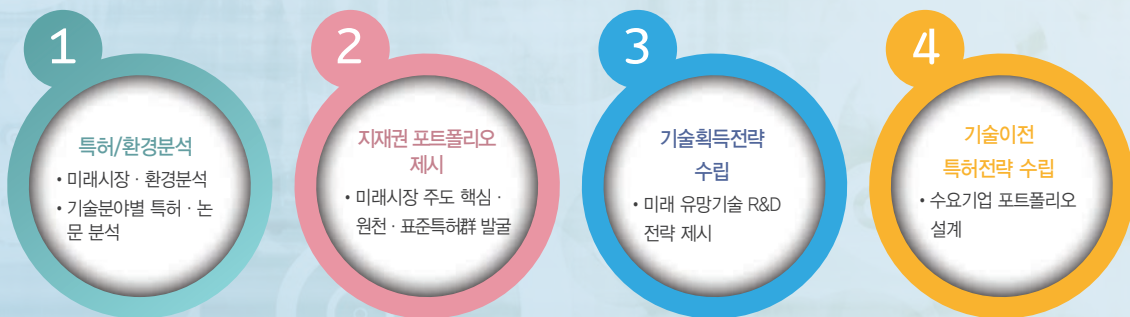 1
특허/환경분석
• 미래시장 · 환경분석
• 기술분야별 특허 · 논
문 분석
2
지재권 포트폴리오
제시
• 미래시장 주도 핵심 ·
원천 · 표준특허群 발굴
3
기술획득전략
수립
• 미래 유망기술 R&D
전략 제시
4
기술이전
특허전략 수립
• 수요기업 포트폴리오
설계